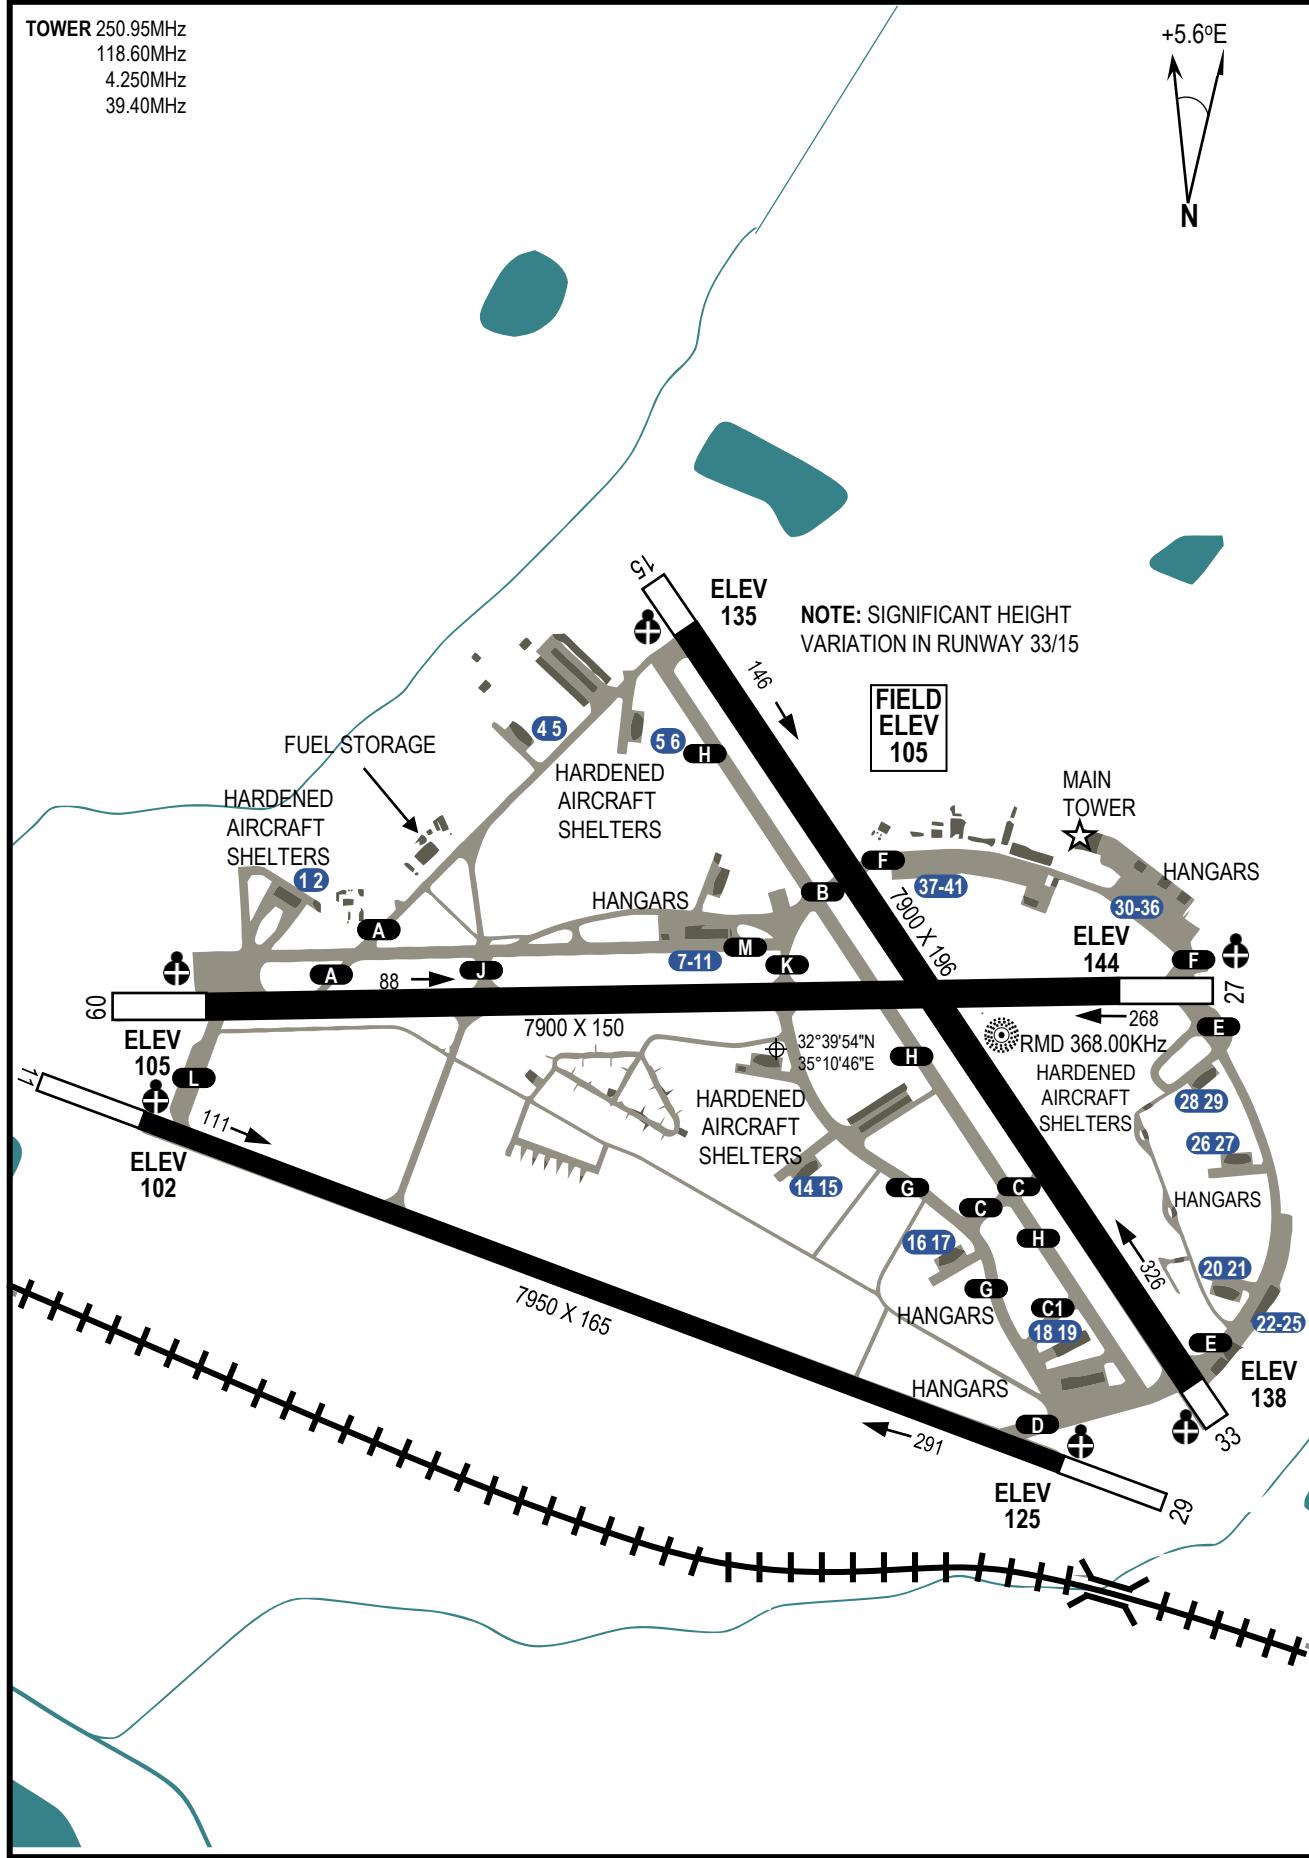 TOWER 250.95MHz
118.60MHz
4.250MHz
39.40MHz
+5.6ºE
N
15
ELEV
135
NOTE: SIGNIFICANT HEIGHT
VARIATION IN RUNWAY 33/15
146
FIELD
ELEV
105
4 5
5 6
H
FUEL STORAGE
HARDENED
AIRCRAFT
SHELTERS
HARDENED
AIRCRAFT
SHELTERS
MAIN
TOWER
1 2
F
37-41
HANGARS
30-36
HANGARS
B
7900 X 196
A
7-11
M
K
ELEV
144
F
A
88
J
09
27
7900 X 150
268
E
ELEV
105
32°39'54"N
35°10'46"E
H
RMD 368.00KHz
11
L
HARDENED
AIRCRAFT
SHELTERS
HARDENED
AIRCRAFT
SHELTERS
28 29
111
ELEV
102
26 27
14 15
G
C
C
HANGARS
16 17
H
326
20 21
7950 X 165
G
HANGARS
C1
18 19
22-25
E
HANGARS
ELEV
138
D
291
33
ELEV
125
29